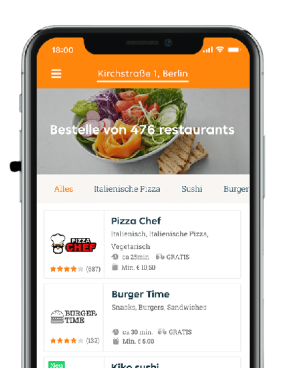 18:00
Kirchstraße 1, Berlin
Bestelle von 476 restaurants
Alles Italienische Pizza Sushi Burger
Pizza Chef
Italienisch, Italienische Pizza,
Vegetarisch
ca 25min GRATIS
Min. € 10,50
PIZZA
CHEF
(687)
Burger Time
Snacks, Burgers, Sandwiches
ca 30 min. GRATIS
Min. € 6,00
BURGER
TIME
(132)
Neu
Kiko sushi